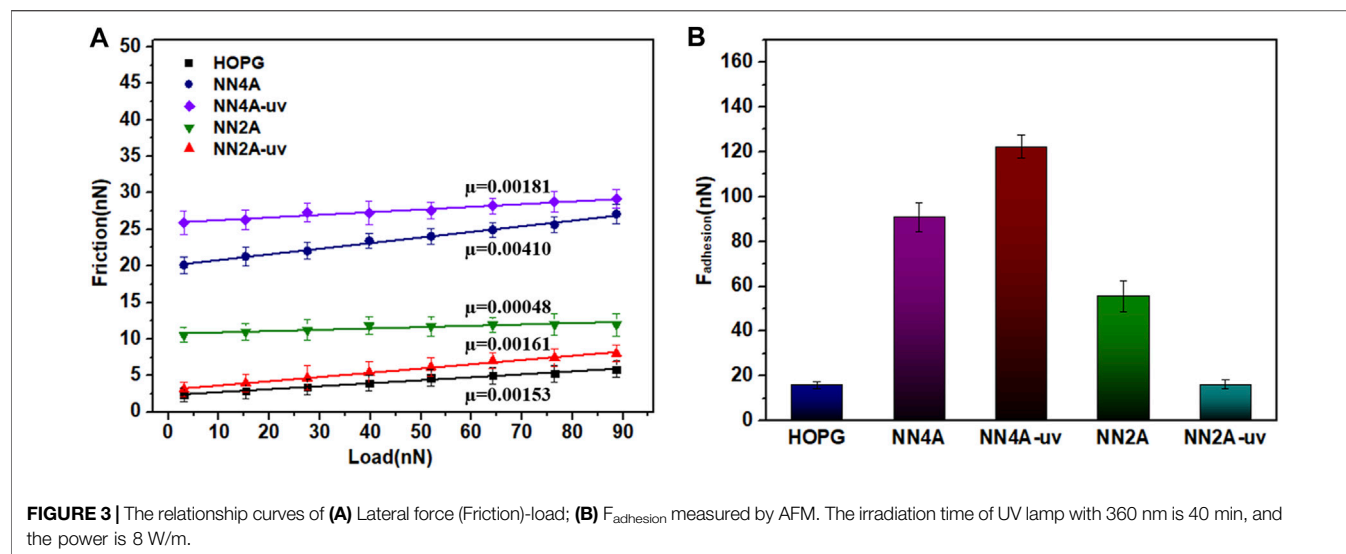 A
50
45
40
35
30
25
20
15
10
5
0
Friction(nN)
HOPG
NN4A
NN4A-uv
NN2A
NN2A-uv
μ=0.00181
μ=0.00410
μ=0.00048
μ=0.00161
μ=0.00153
0 10 20 30 40 50 60 70 80 90
Load(nN)
B
160
140
120
100
80
60
40
20
0
Fadhesion(nN)
HOPG NN4A NN4A-uv NN2A NN2A-uv
FIGURE 3 | The relationship curves of (A) Lateral force (Friction)-load; (B) Fadhesion measured by AFM. The irradiation time of UV lamp with 360 nm is 40 min, and
the power is 8 W/m.